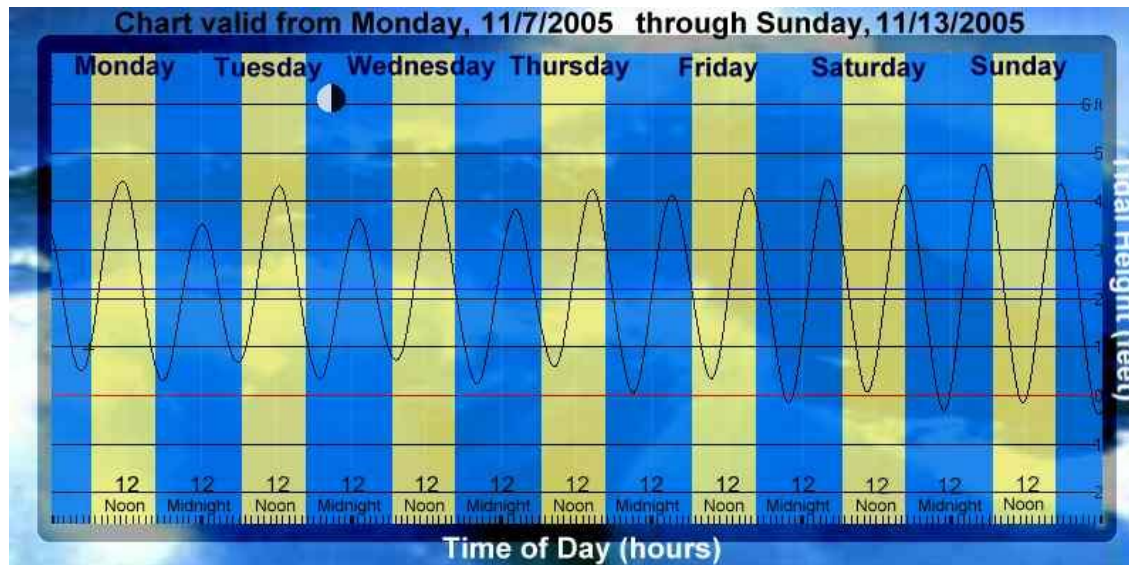 Chart valid from Monday, 11/7/2005 through Sunday, 11/13/2005
Monday Tuesday Wednesday Thursday Friday Saturday Sunday
6 ft
5
4
3
2
1
0
-1
-2
Tidal Height (feet)
12 12 12 12 12 12 12 12 12 12 12 12 12
Noon Midnight Noon Midnight Noon Midnight Noon Midnight Noon Midnight Noon Midnight Noon
Time of Day (hours)